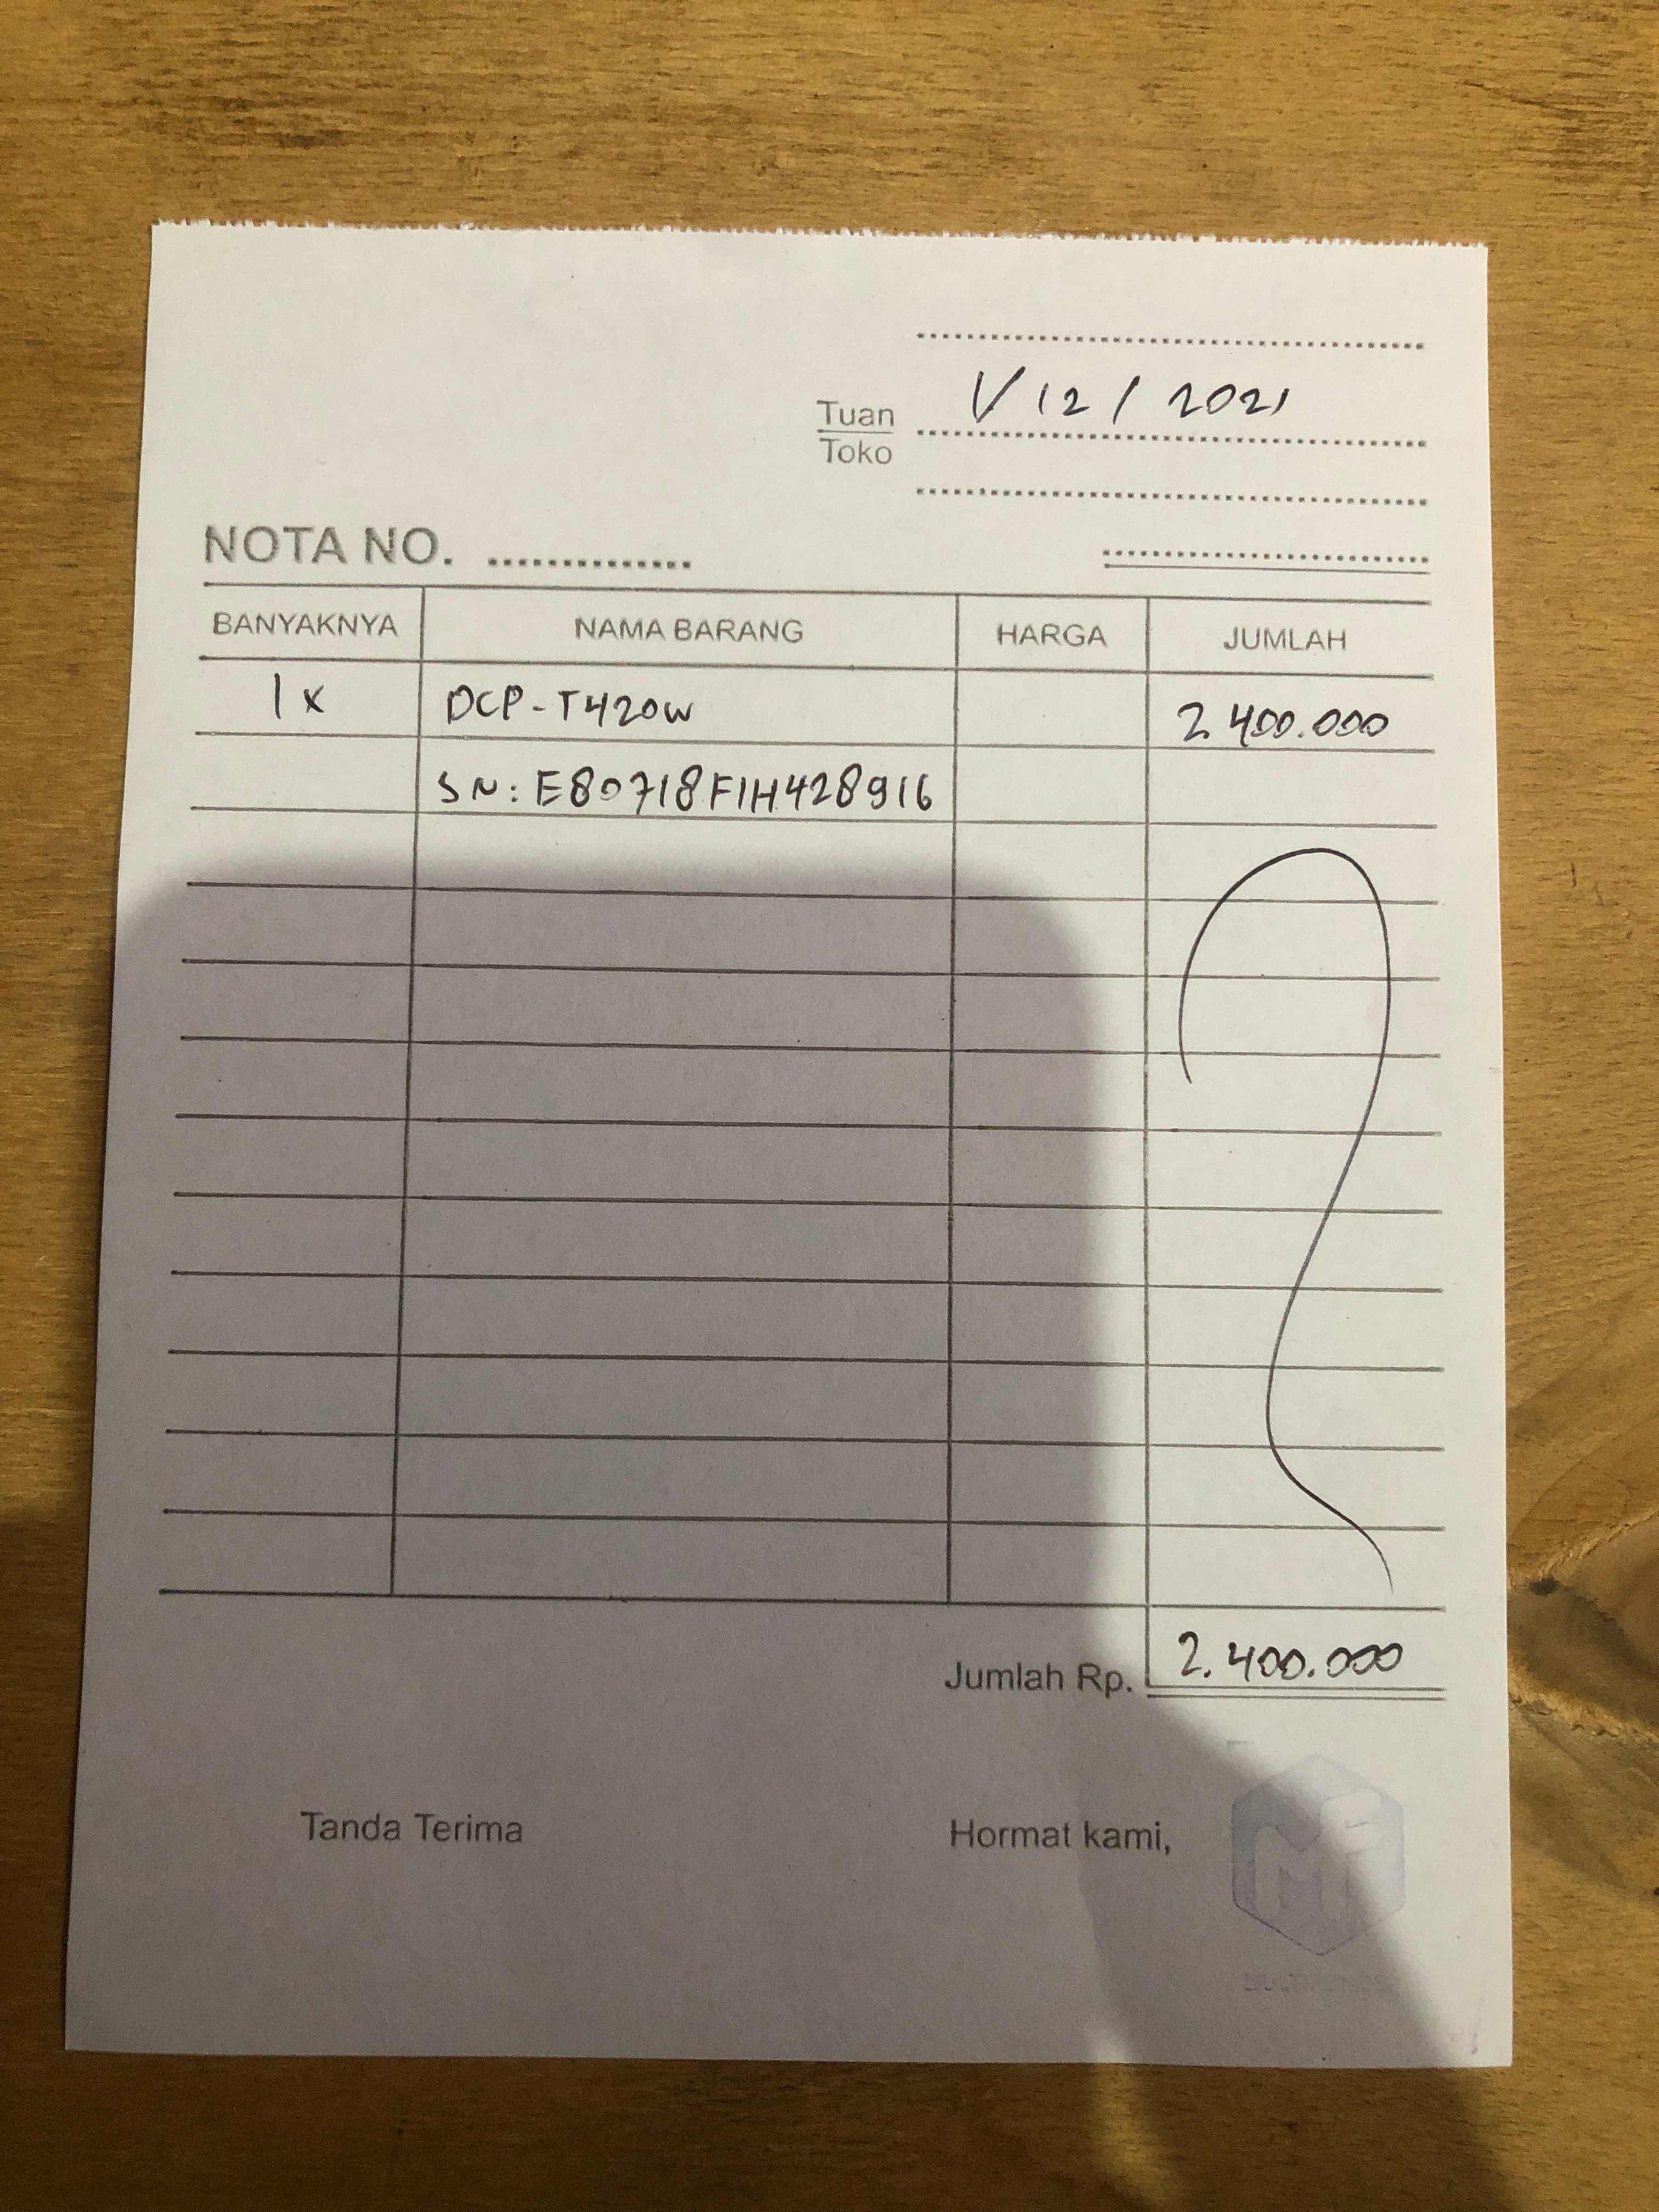 1/12/2021
Tuan
Toko
NOTA NO.
BANYAKNYA NAMA BARANG HARGA JUMLAH
1x DCP-T420W 2.400.000
SN: E80718F1H428916
Jumlah Rp. 2.400.000
Tanda Terima Hormat kami,